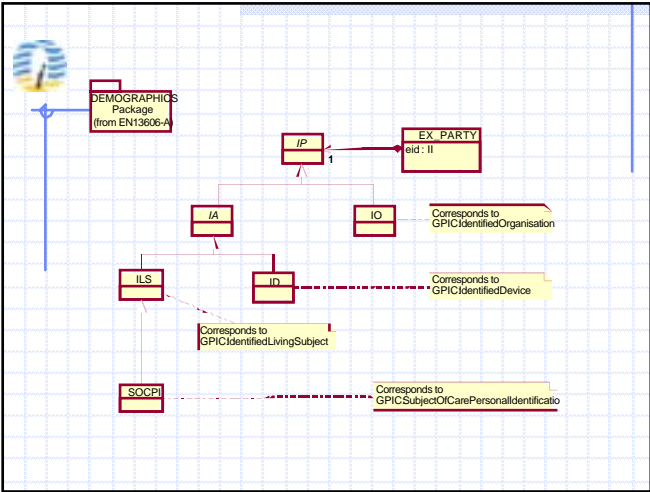 DEMOGRAPHICS
Package
(from EN13606-A)
IP
1
EX_PARTY
eid : II
IA
IO
Corresponds to
GPICIdentifiedOrganisation
ILS
ID
Corresponds to
GPICIdentifiedDevice
Corresponds to
GPICIdentifiedLivingSubject
SOCPI
Corresponds to
GPICSubjectOfCarePersonalIdentificatio